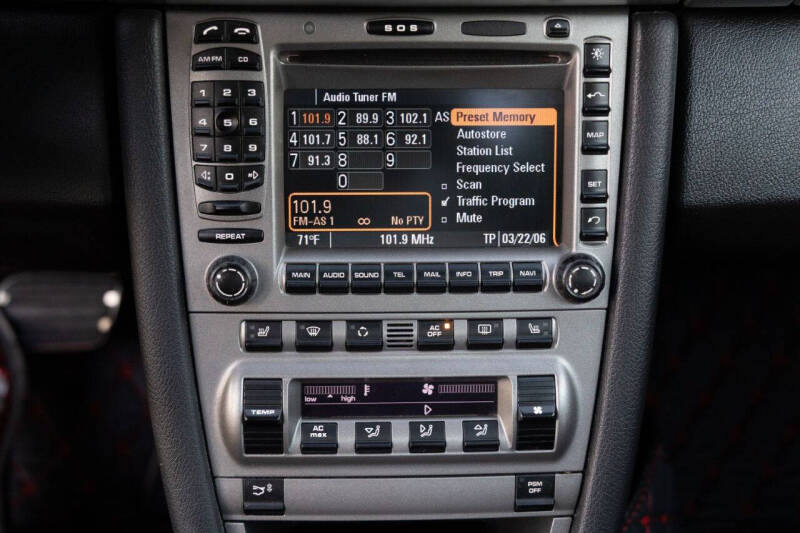 SOS
AM FM CD
Audio Tuner FM
1 101.9 2 89.9 3 102.1 AS Preset Memory
4 101.7 5 88.1 6 92.1 Autostore
7 91.3 8 9 Station List
0 Frequency Select
Scan
Traffic Program
Mute
101.9
FM-AS 1 ∞ No PTY
71°F 101.9 MHz TP 03/22/06
1 2 3
4 5 6
7 8 9
0
REPEAT
MAP
SET
MAIN AUDIO SOUND TEL MAIL INFO TRIP NAVI
AC OFF
low high
TEMP
AC max
PSM OFF